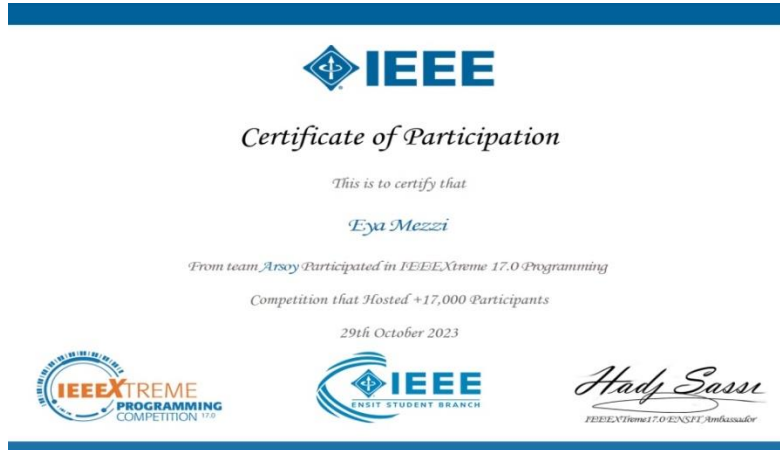 IEEE
Certificate of Participation
This is to certify that
Eya Mezzi
From team Arsoy Participated in IEEEXtreme 17.0 Programming
Competition that Hosted +17,000 Participants
29th October 2023
IEEEXTREME
PROGRAMMING
COMPETITION 17.0
IEEE
ENSIT STUDENT BRANCH
Hadj Sassi
IEEEXTreme17.0 ENSIT Ambassador